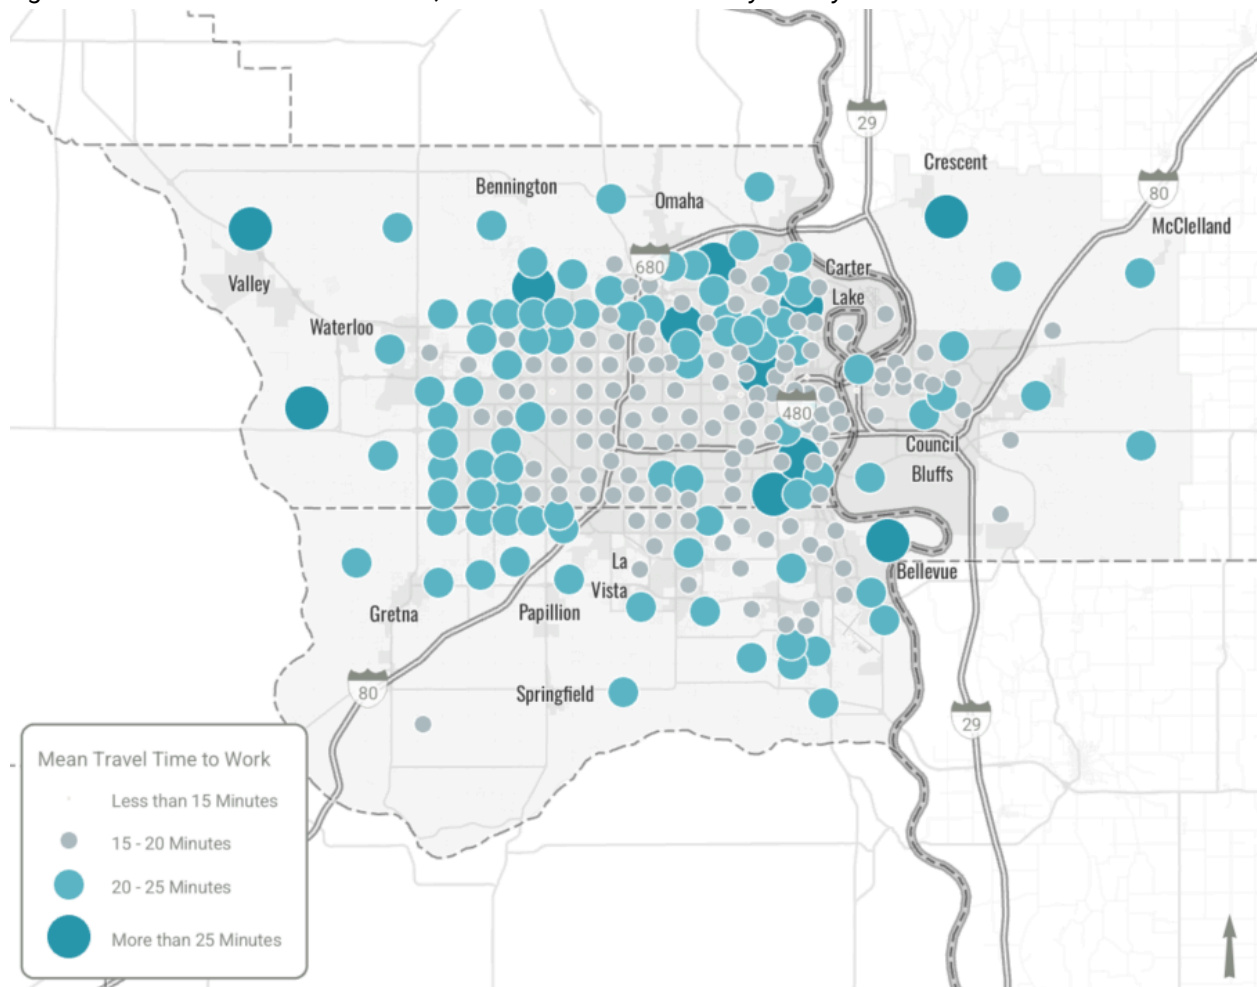 29
Crescent
80
McClelland
Bennington
Omaha
680
Carter
Lake
Valley
Waterloo
480
Council
Bluffs
La
Vista
Bellevue
Gretna
Papillion
Springfield
80
29
Mean Travel Time to Work
Less than 15 Minutes
15 - 20 Minutes
20 - 25 Minutes
More than 25 Minutes